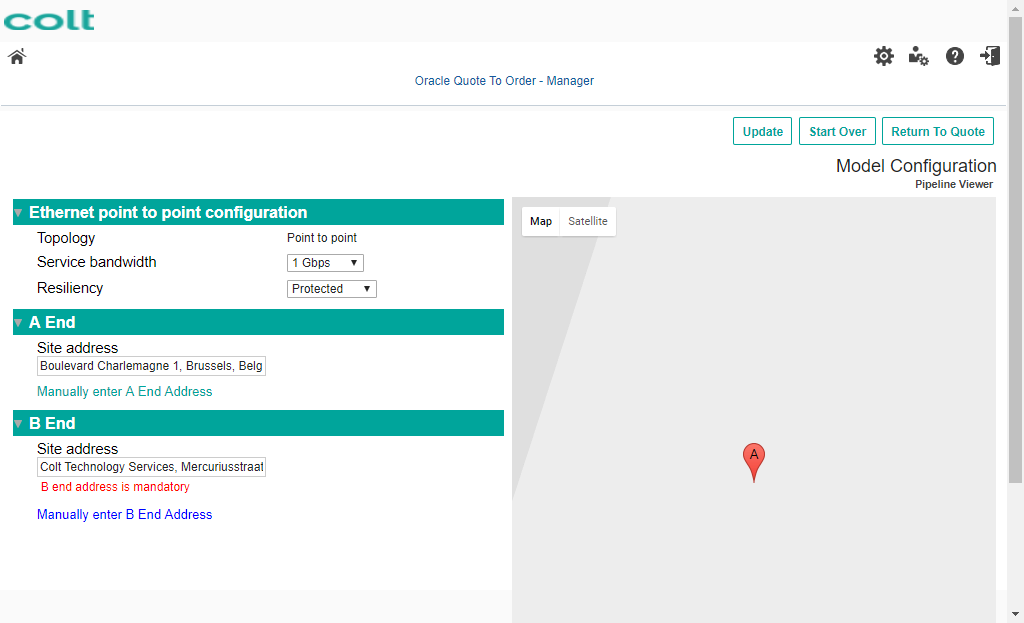 colt
Oracle Quote To Order - Manager
Update
Start Over
Return To Quote
Model Configuration
Pipeline Viewer
Ethernet point to point configuration
Topology
Point to point
Service bandwidth
1 Gbps
Resiliency
Protected
A End
Site address
Boulevard Charlemagne 1, Brussels, Belg
Manually enter A End Address
B End
Site address
Colt Technology Services, Mercuriusstraat
B end address is mandatory
Manually enter B End Address
Map
Satellite
A